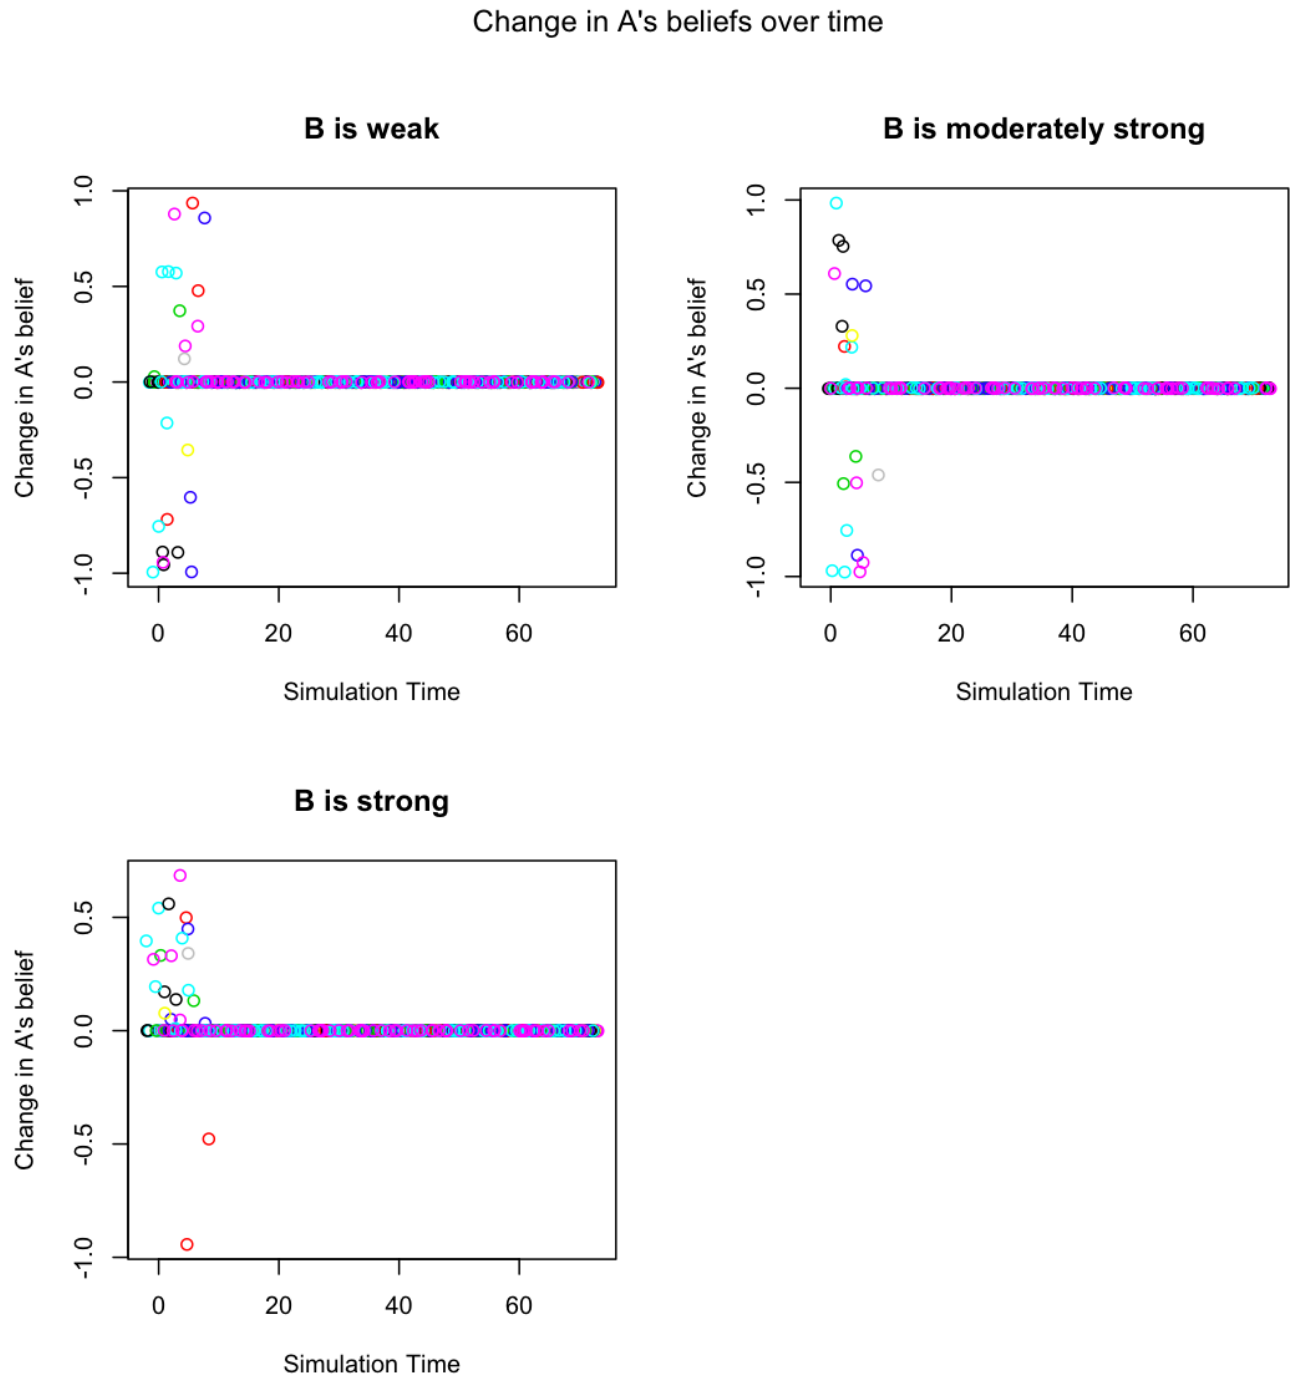 Change in A's beliefs over time
B is weak
Change in A's belief
1.0
0.5
0.0
-0.5
-1.0
0 20 40 60
Simulation Time
B is moderately strong
Change in A's belief
1.0
0.5
0.0
-0.5
-1.0
0 20 40 60
Simulation Time
B is strong
Change in A's belief
0.5
0.0
-0.5
-1.0
0 20 40 60
Simulation Time